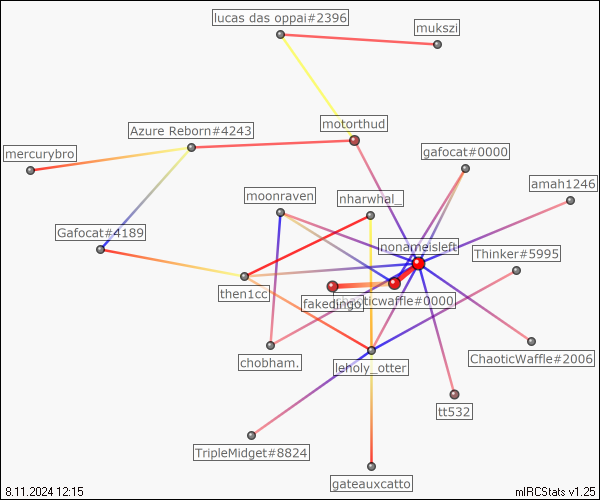 lucas das oppai#2396
mukszi
Azure Reborn#4243
motorthud
mercurybro
gafocat#0000
moonraven
nharwhal_
amah1246
Gafocat#4189
nonameisleft
Thinker#5995
then1cc
fakedingo
chaoticwaffle#0000
chobham.
leholy_otter
ChaoticWaffle#2006
tt532
TripleMidget#8824
gateauxcatto
8.11.2024 12:15
mIRCStats v1.25